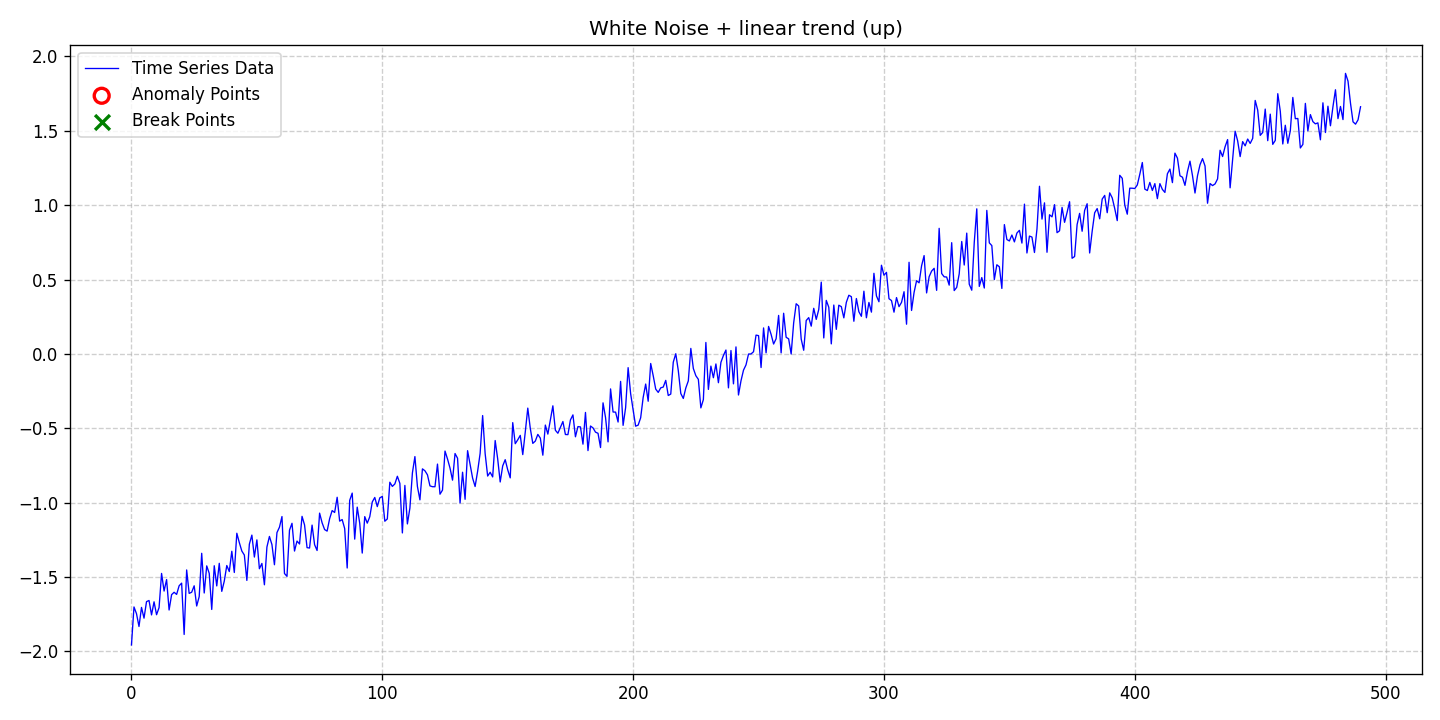 White Noise + linear trend (up)
Time Series Data
Anomaly Points
Break Points
2.0
1.5
1.0
0.5
0.0
−0.5
−1.0
−1.5
−2.0
0 100 200 300 400 500